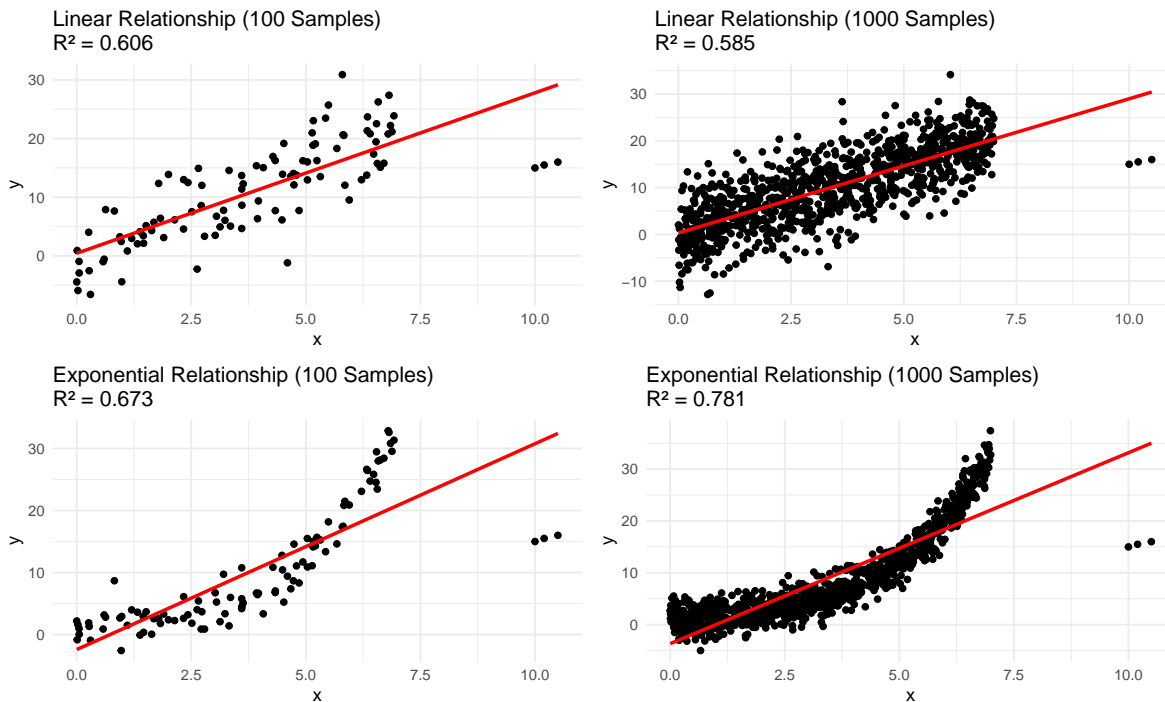 Linear Relationship (100 Samples)
R² = 0.606
30
20
10
0
y
0.0 2.5 5.0 7.5 10.0
x
Linear Relationship (1000 Samples)
R² = 0.585
30
20
10
0
−10
y
0.0 2.5 5.0 7.5 10.0
x
Exponential Relationship (100 Samples)
R² = 0.673
30
20
10
0
y
0.0 2.5 5.0 7.5 10.0
x
Exponential Relationship (1000 Samples)
R² = 0.781
30
20
10
0
y
0.0 2.5 5.0 7.5 10.0
x